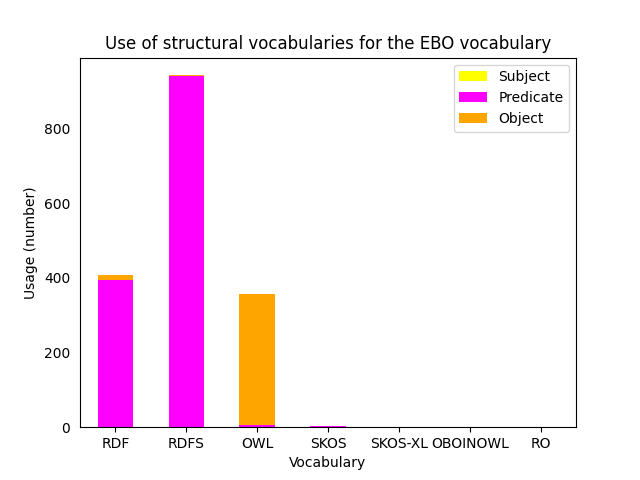 Use of structural vocabularies for the EBO vocabulary
Subject
Predicate
Object
Usage (number)
800
600
400
200
0
RDF RDFS OWL SKOS SKOS-XL OBOINOWL RO
Vocabulary